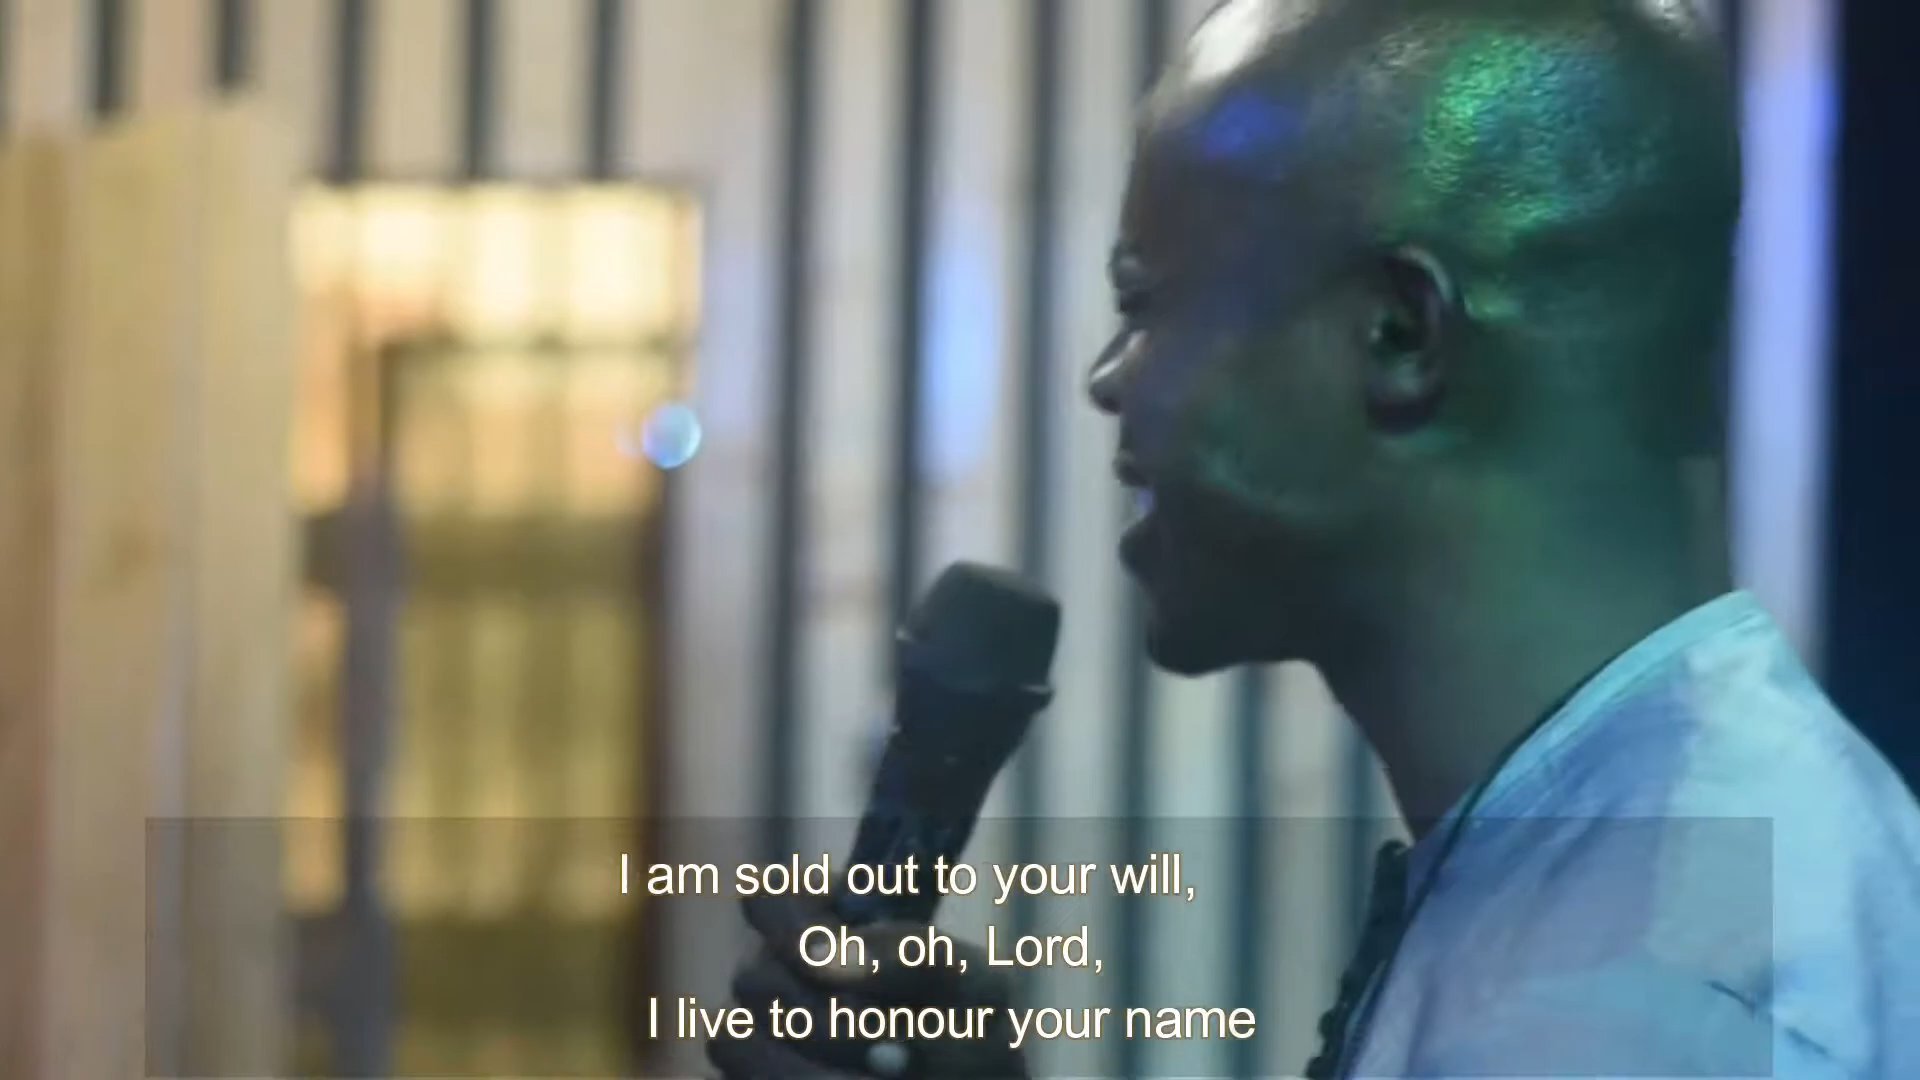 I am sold out to your will,
Oh, oh, Lord,
I live to honour your name